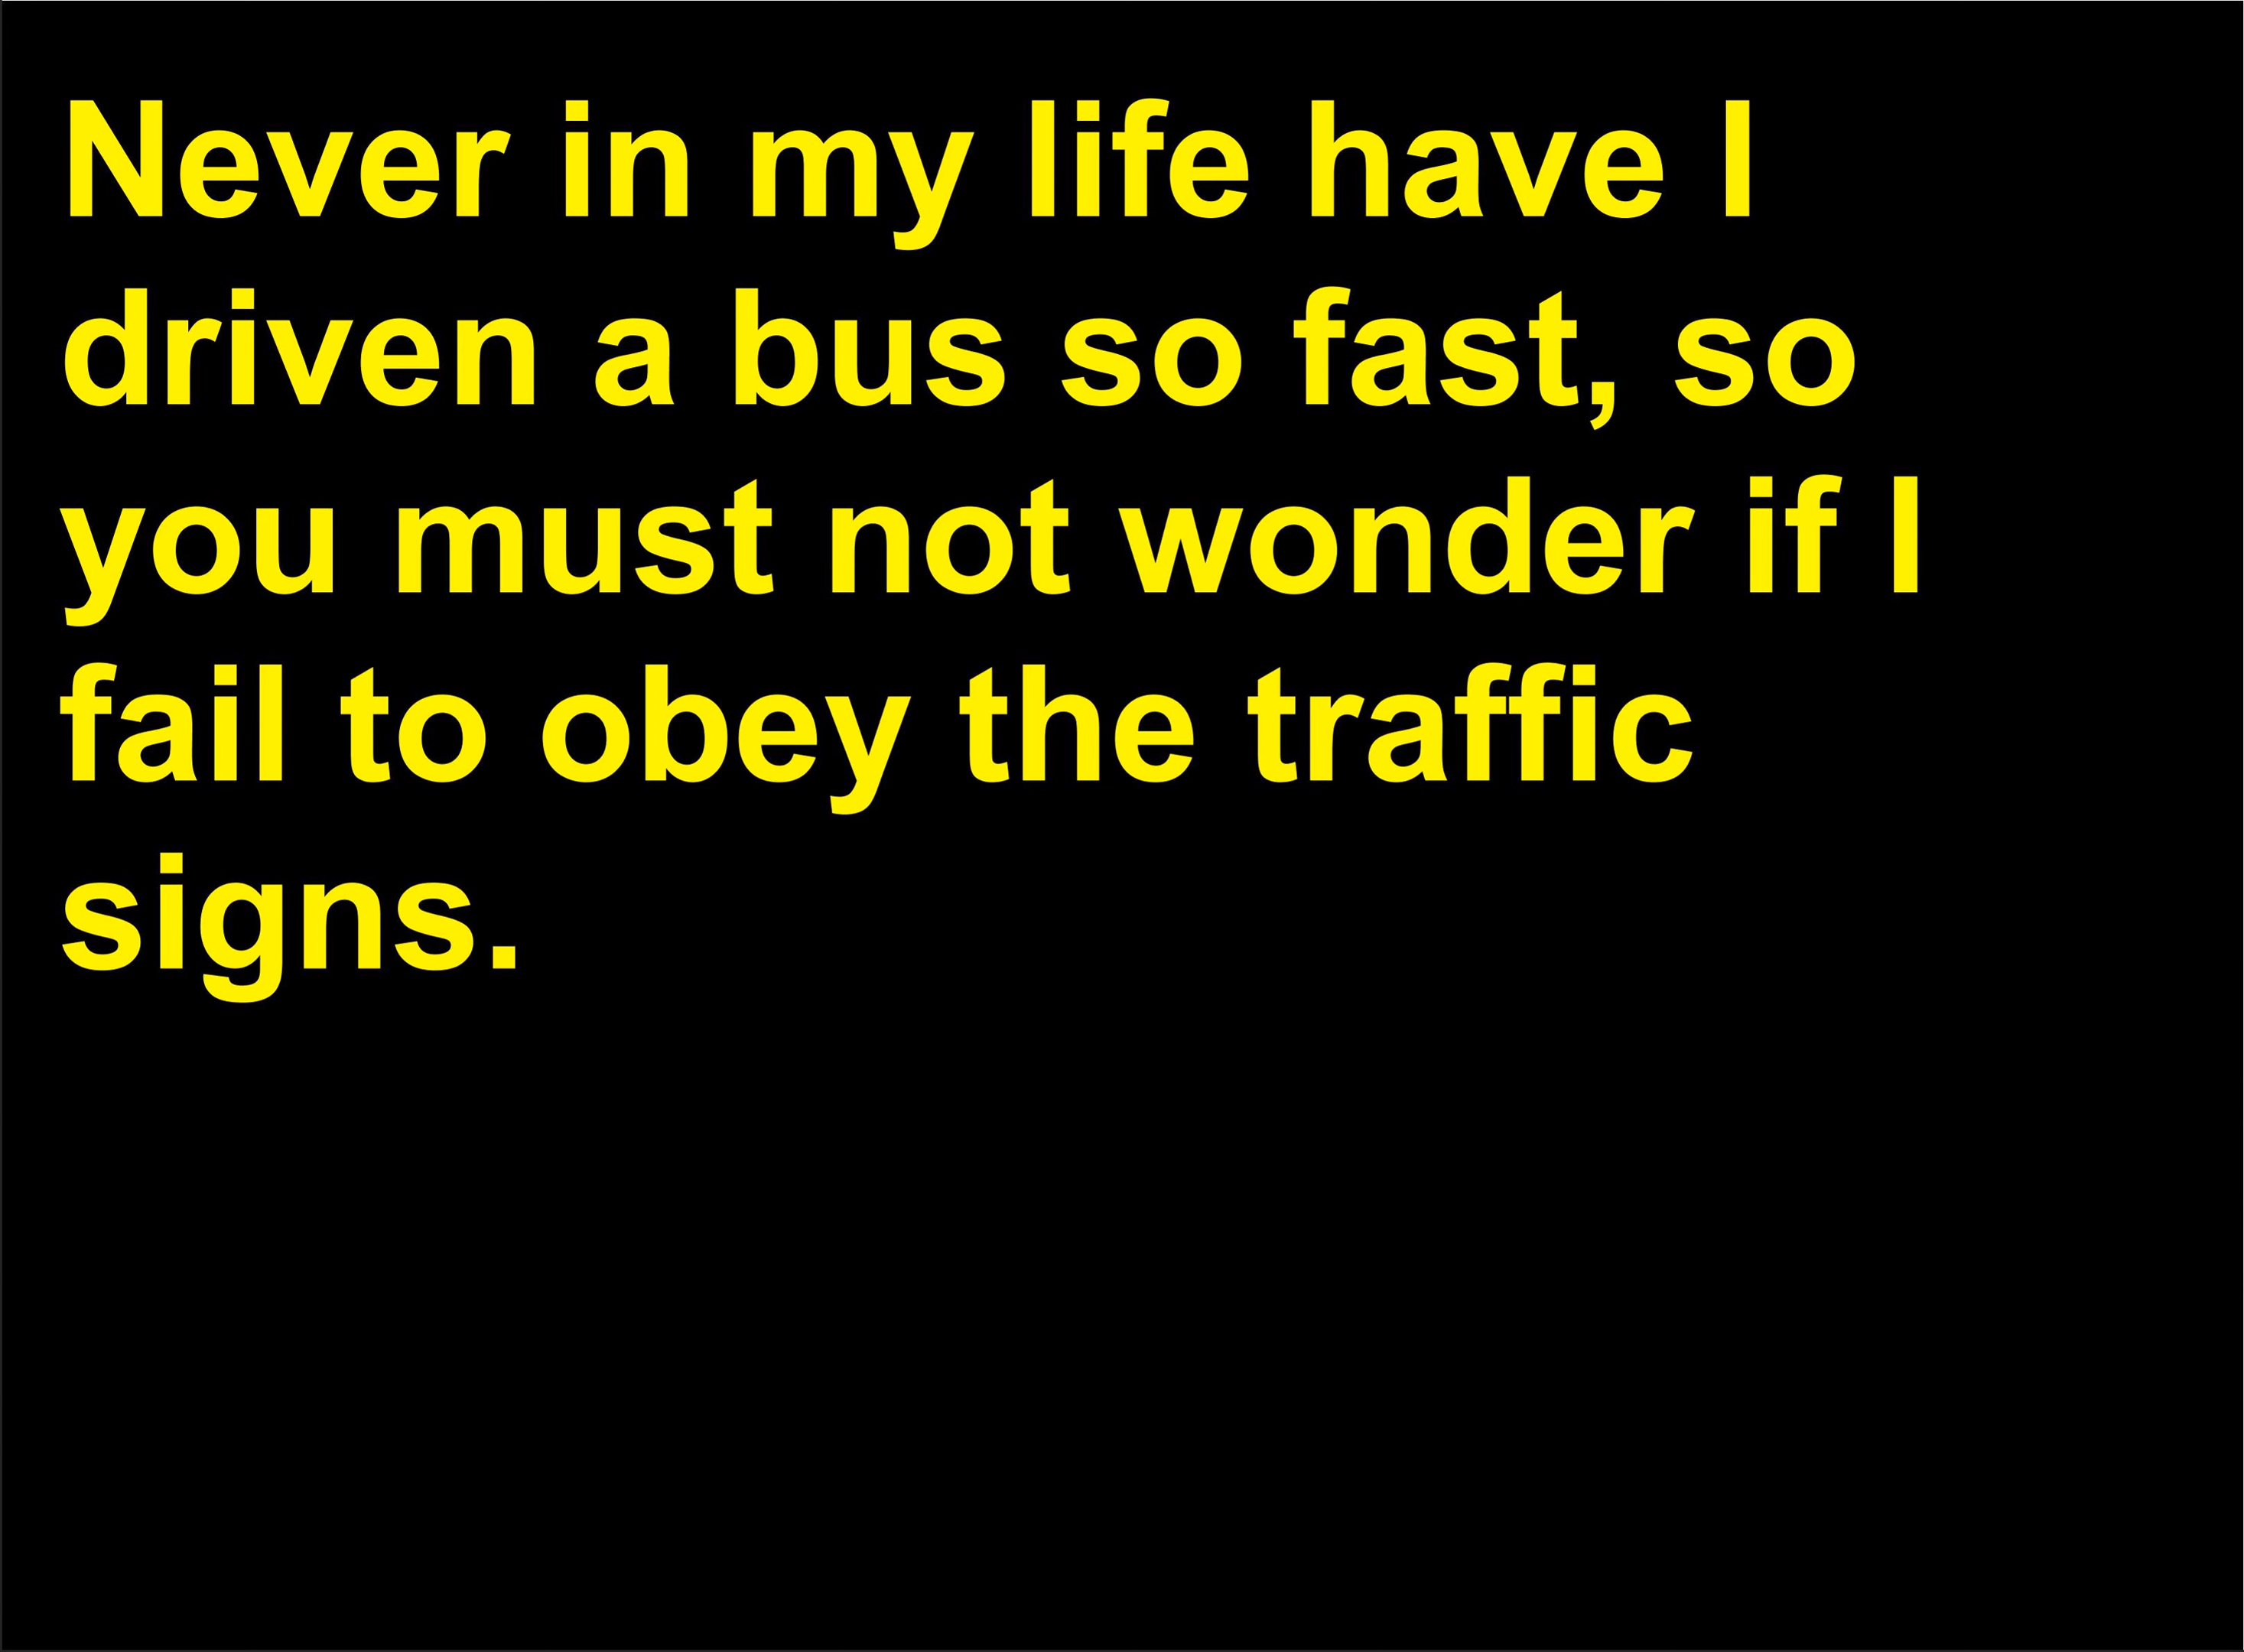 Never in my life have I
driven a bus so fast, so
you must not wonder if I
fail to obey the traffic
signs.